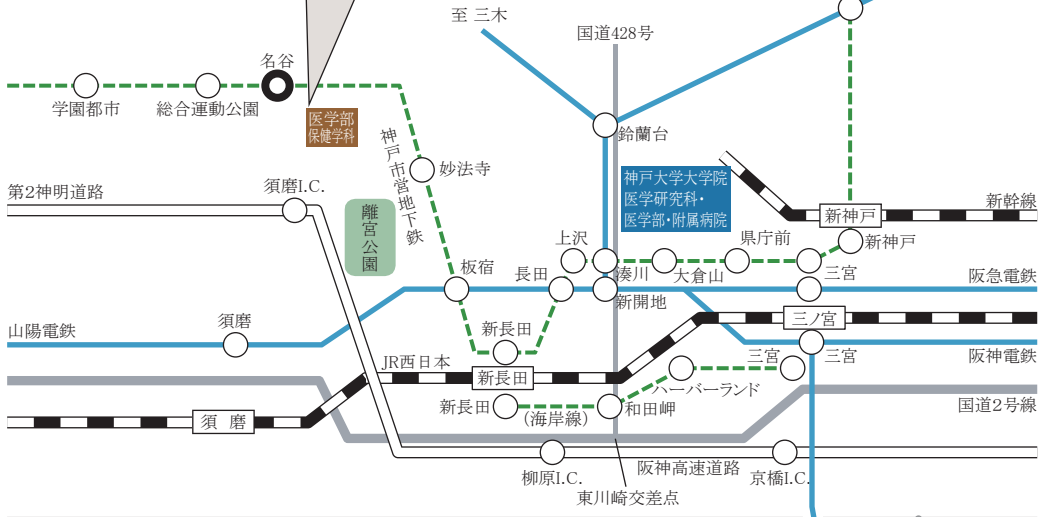 至 三木
国道428号
名谷
学園都市
総合運動公園
医学部
保健学科
鈴蘭台
神戸市営地下鉄
妙法寺
神戸大学大学院
医学研究科・
医学部・附属病院
第2神明道路
須磨I.C.
離宮公園
新幹線
新神戸
新神戸
上沢
県庁前
板宿
長田
湊川
大倉山
三宮
阪急電鉄
新開地
山陽電鉄
須磨
新長田
三ノ宮
JR西日本
三宮
三宮
阪神電鉄
新長田
ハーバーランド
新長田
(海岸線)
和田岬
国道2号線
須 磨
阪神高速道路
柳原I.C.
京橋I.C.
東川崎交差点